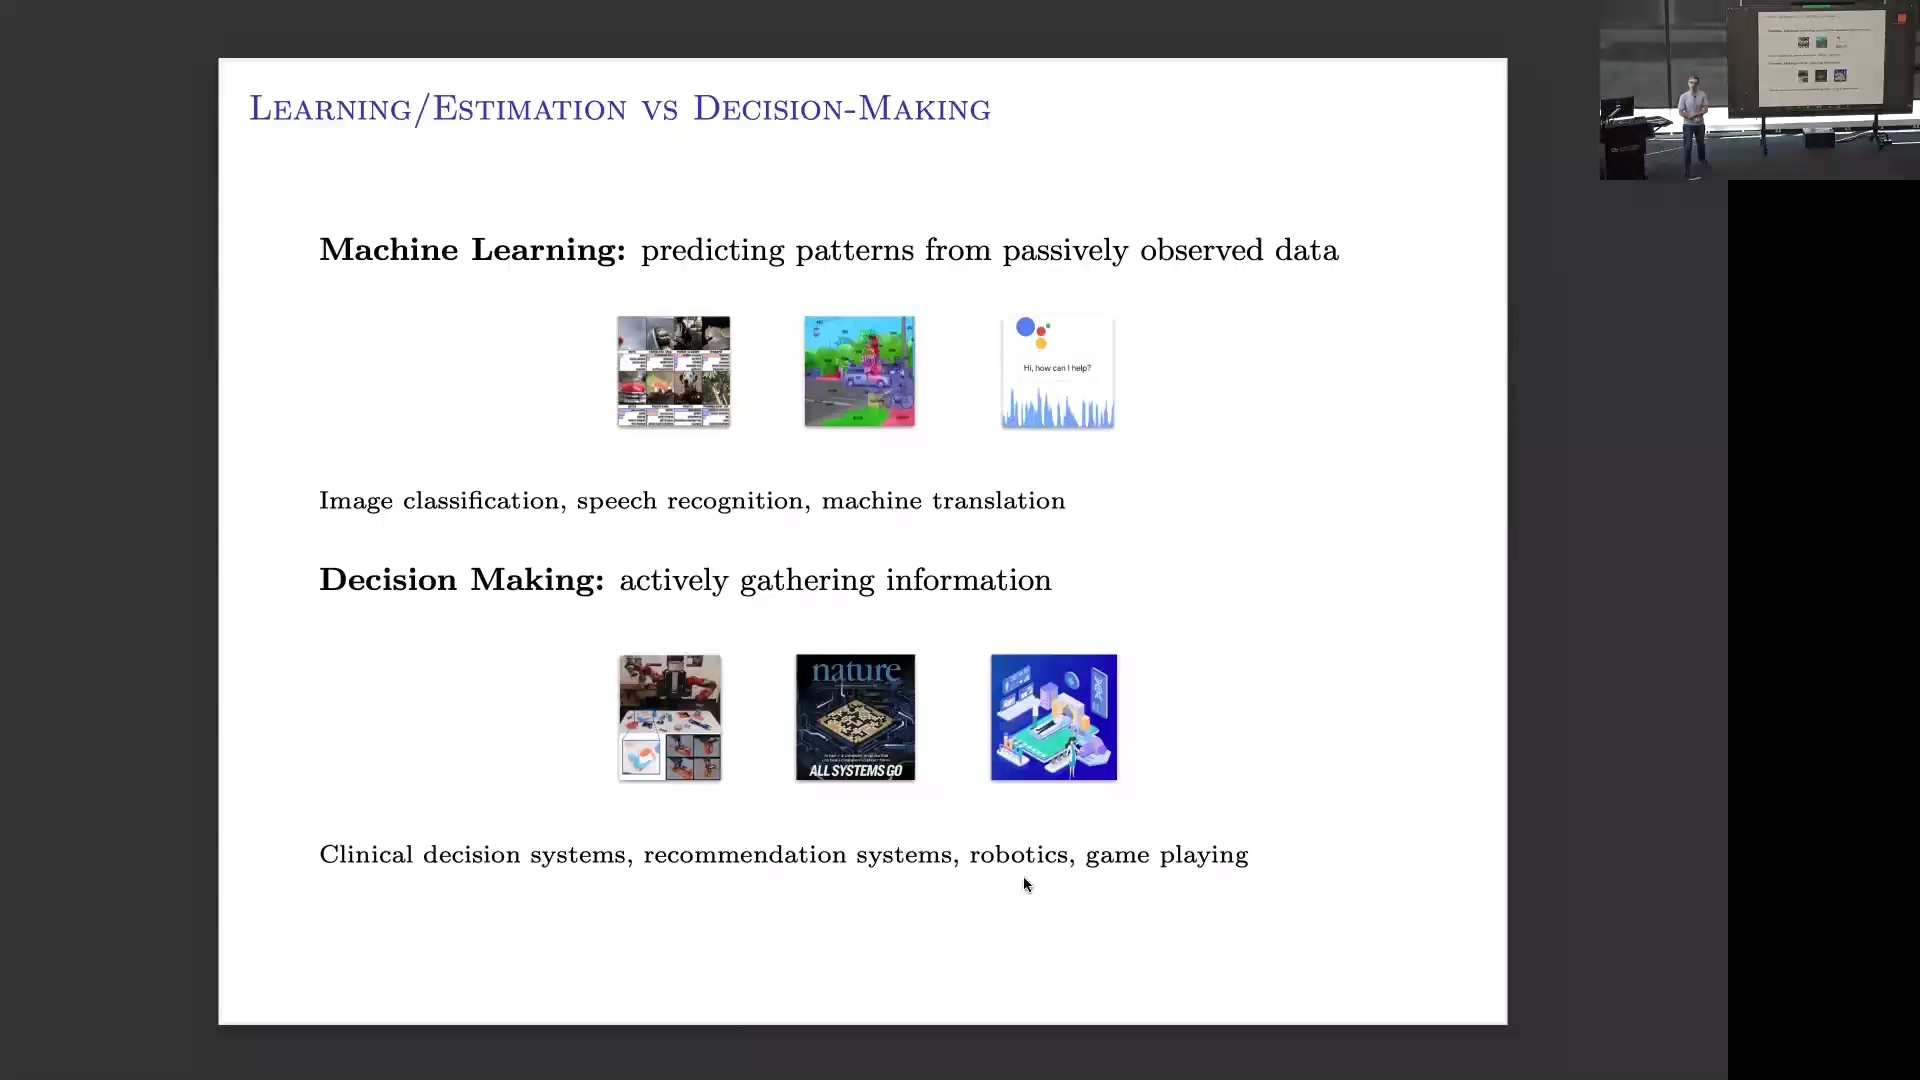 Learning/Estimation vs Decision-Making
Machine Learning: predicting patterns from passively observed data
Hi, how can I help?
Image classification, speech recognition, machine translation
Decision Making: actively gathering information
nature
ALL SYSTEMS GO
Clinical decision systems, recommendation systems, robotics, game playing